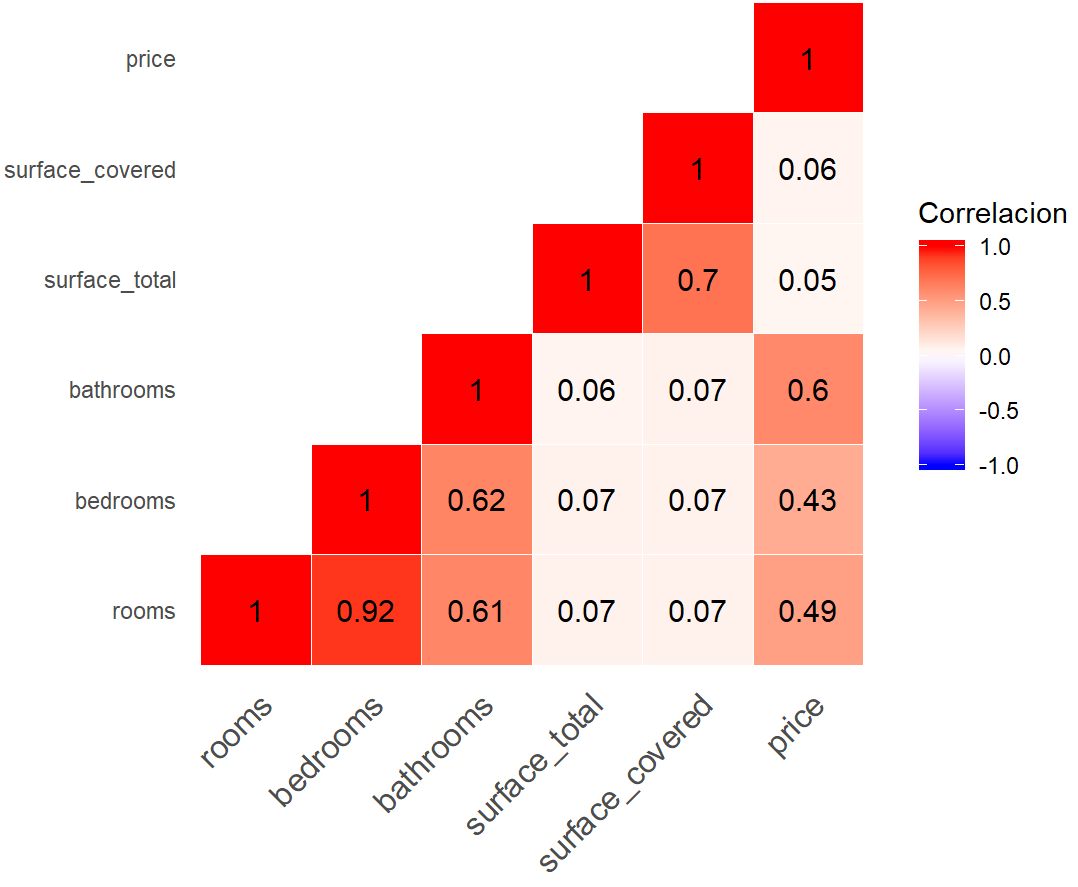 price 1
surface_covered 1 0.06
surface_total 1 0.7 0.05
bathrooms 1 0.06 0.07 0.6
bedrooms 1 0.62 0.07 0.07 0.43
rooms 1 0.92 0.61 0.07 0.07 0.49
rooms bedrooms bathrooms surface_total surface_covered price
Correlacion
1.0
0.5
0.0
-0.5
-1.0